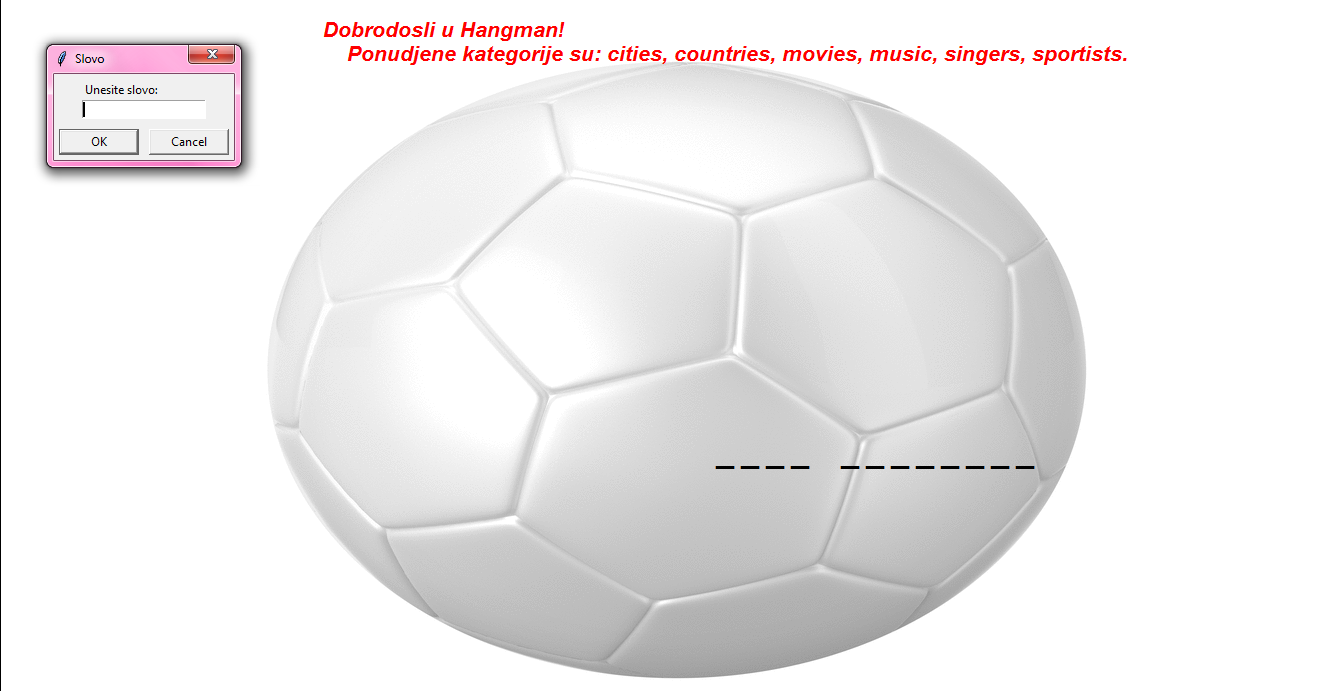 Dobrodosli u Hangman!
Ponudjene kategorije su: cities, countries, movies, music, singers, sportists.
Slovo
Unesite slovo:
OK
Cancel
_ _ _ _  _ _ _ _ _ _ _ _